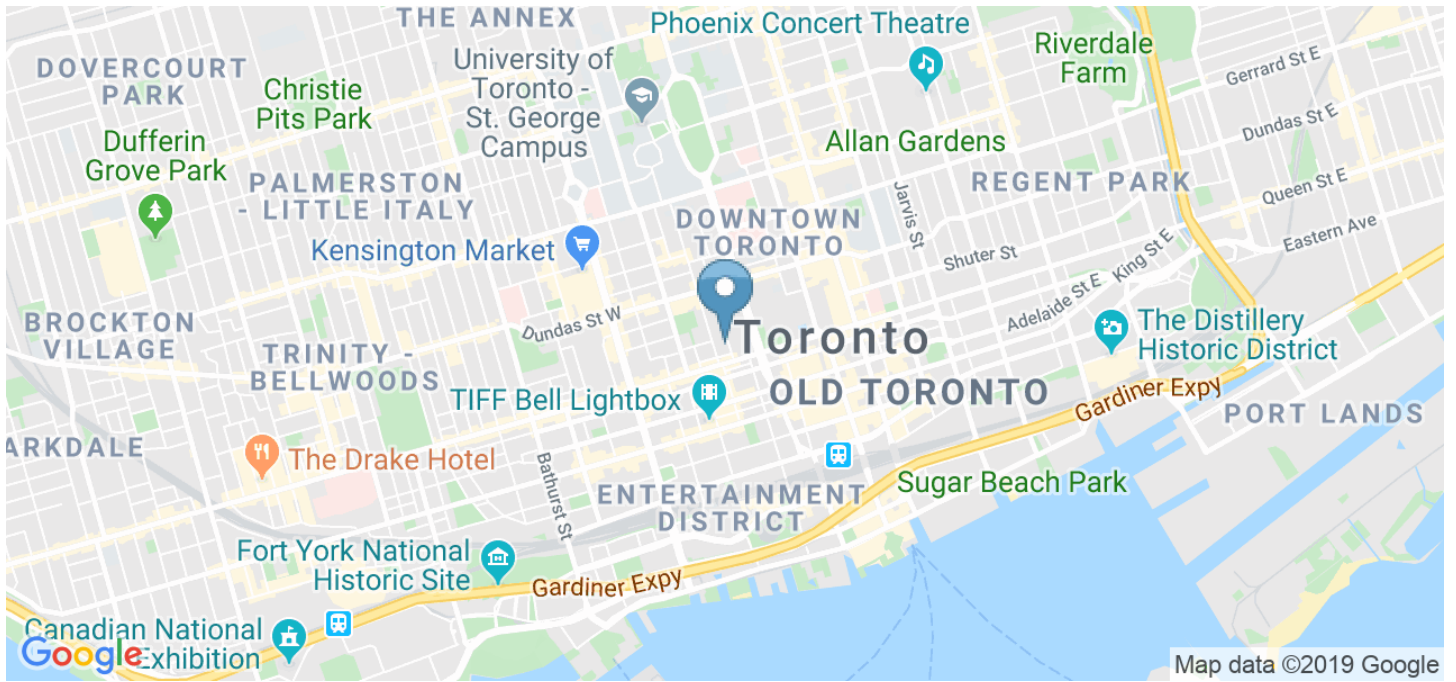 THE ANNEX
Phoenix Concert Theatre
Riverdale
Farm
Gerrard St E
DOVERCOURT
PARK
Christie
Pits Park
University of
Toronto -
St. George
Campus
Dundas St E
Dufferin
Grove Park
Allan Gardens
PALMERSTON
- LITTLE ITALY
REGENT PARK
Queen St E
Jarvis St
DOWNTOWN
TORONTO
Kensington Market
Shuter St
King St E
Eastern Ave
Dundas St W
Adelaide St E
BROCKTON
VILLAGE
Toronto
The Distillery
Historic District
TRINITY -
BELLWOODS
TIFF Bell Lightbox
OLD TORONTO
Gardiner Expy
PORT LANDS
ARKDALE
The Drake Hotel
Bathurst St
Sugar Beach Park
ENTERTAINMENT
DISTRICT
Fort York National
Historic Site
Gardiner Expy
Canadian National
Exhibition
Google
Map data ©2019 Google